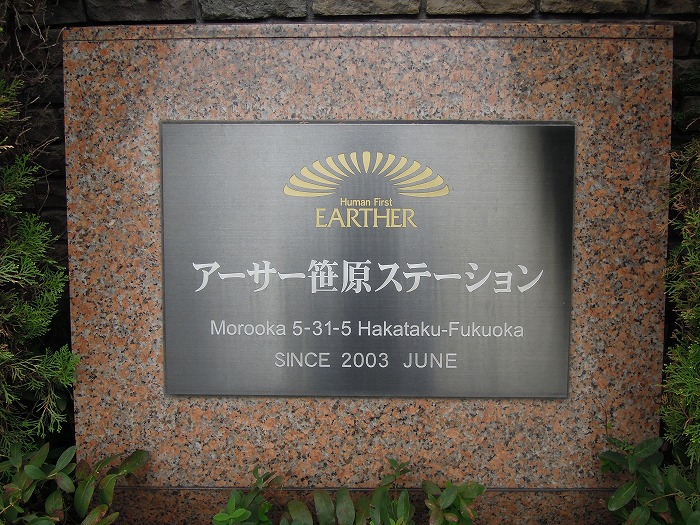 Human First
EARTHER
アーサー笹原ステーション
Morooka 5-31-5 Hakataku-Fukuoka
SINCE 2003 JUNE